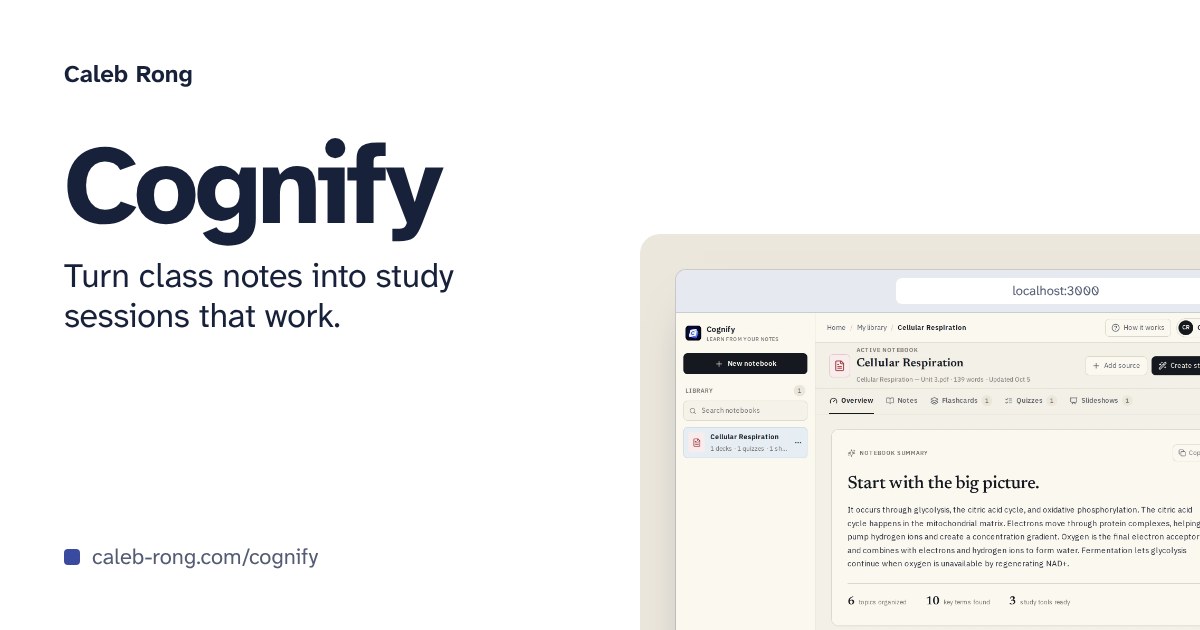 Caleb Rong
Cognify
Turn class notes into study
sessions that work.
caleb-rong.com/cognify
localhost:3000
Cognify
LEARN FROM YOUR NOTES
New notebook
LIBRARY 1
Search notebooks
Cellular Respiration
1 decks · 1 quizzes · 1 sh...
Home / My library / Cellular Respiration
How it works
CR
ACTIVE NOTEBOOK
Cellular Respiration
Cellular Respiration — Unit 3.pdf · 139 words · Updated Oct 5
Add source
Create st
Overview Notes Flashcards 1 Quizzes 1 Slideshows 1
NOTEBOOK SUMMARY
Cop
Start with the big picture.
It occurs through glycolysis, the citric acid cycle, and oxidative phosphorylation. The citric acid
cycle happens in the mitochondrial matrix. Electrons move through protein complexes, helping
pump hydrogen ions and create a concentration gradient. Oxygen is the final electron acceptor
and combines with electrons and hydrogen ions to form water. Fermentation lets glycolysis
continue when oxygen is unavailable by regenerating NAD+.
6 topics organized 10 key terms found 3 study tools ready